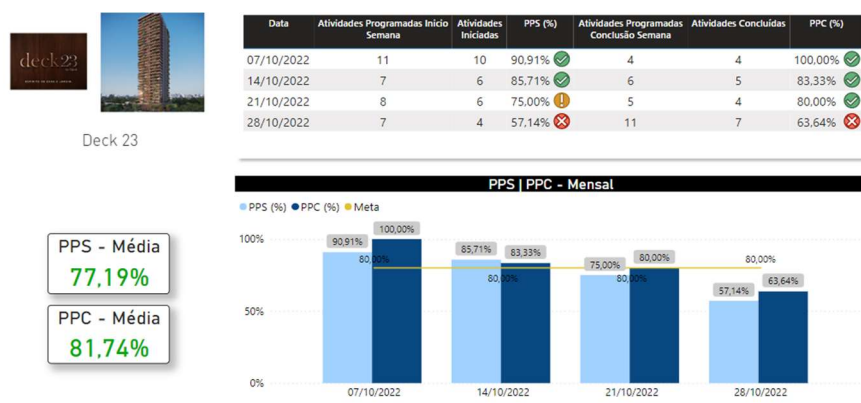 deck23
Deck 23
Data Atividades Programadas Inicio Semana Atividades Iniciadas PPS (%) Atividades Programadas Conclusão Semana Atividades Concluídas PPC (%)
07/10/2022 11 10 90,91% 4 4 100,00%
14/10/2022 7 6 85,71% 6 5 83,33%
21/10/2022 8 6 75,00% 5 4 80,00%
28/10/2022 7 4 57,14% 11 7 63,64%
PPS | PPC - Mensal
PPS (%) PPC (%) Meta
100%
50%
0%
90,91% 100,00% 85,71% 83,33% 75,00% 80,00% 57,14% 63,64%
80,00% 80,00% 80,00% 80,00%
07/10/2022 14/10/2022 21/10/2022 28/10/2022
PPS - Média
77,19%
PPC - Média
81,74%